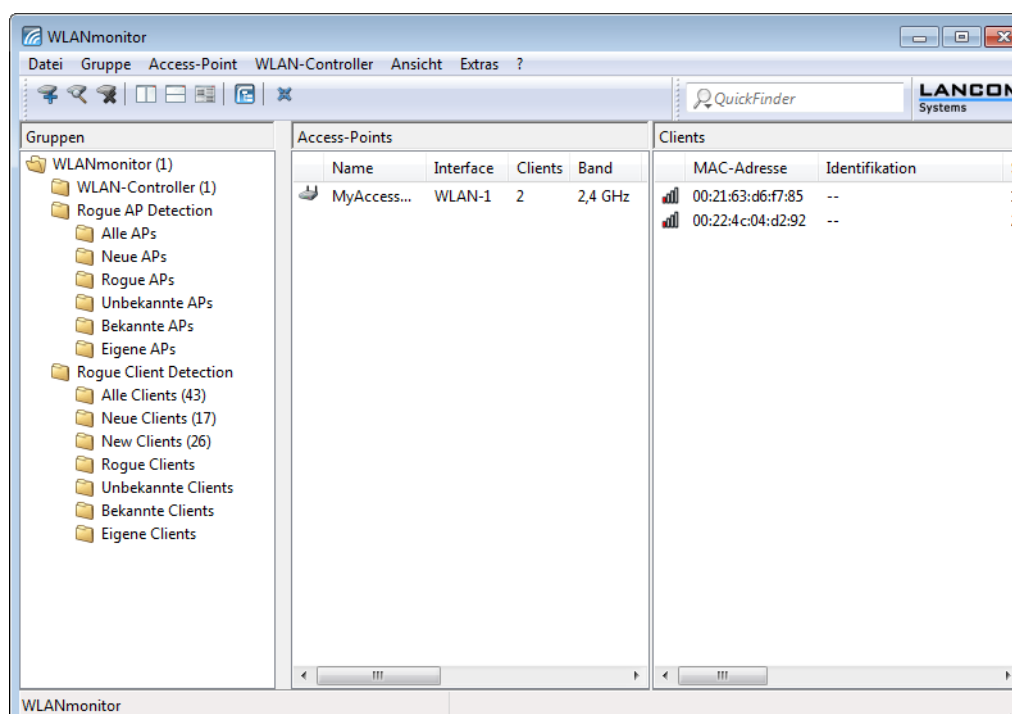 WLANmonitor
Datei Gruppe Access-Point WLAN-Controller Ansicht Extras ?
QuickFinder
LANCOM
Systems
Gruppen
WLANmonitor (1)
WLAN-Controller (1)
Rogue AP Detection
Alle APs
Neue APs
Rogue APs
Unbekannte APs
Bekannte APs
Eigene APs
Rogue Client Detection
Alle Clients (43)
Neue Clients (17)
New Clients (26)
Rogue Clients
Unbekannte Clients
Bekannte Clients
Eigene Clients
Access-Points
Name Interface Clients Band
MyAccess... WLAN-1 2 2,4 GHz
Clients
MAC-Adresse Identifikation
00:21:63:d6:f7:85 --
00:22:4c:04:d2:92 --
WLANmonitor